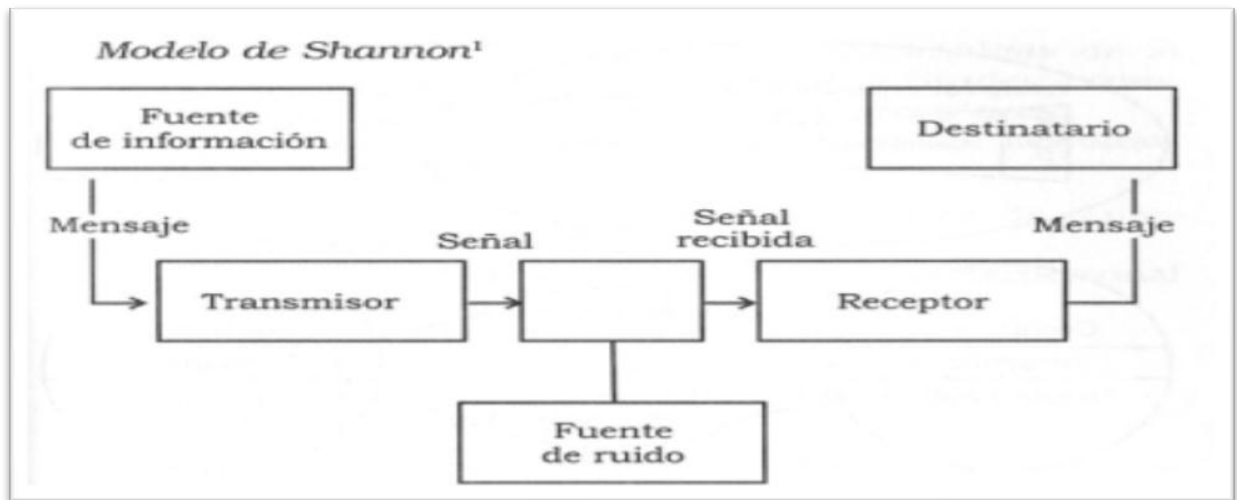 Modelo de Shannon¹
Fuente
de información
Destinatario
Mensaje
Señal
Señal
recibida
Mensaje
Transmisor
Receptor
Fuente
de ruido